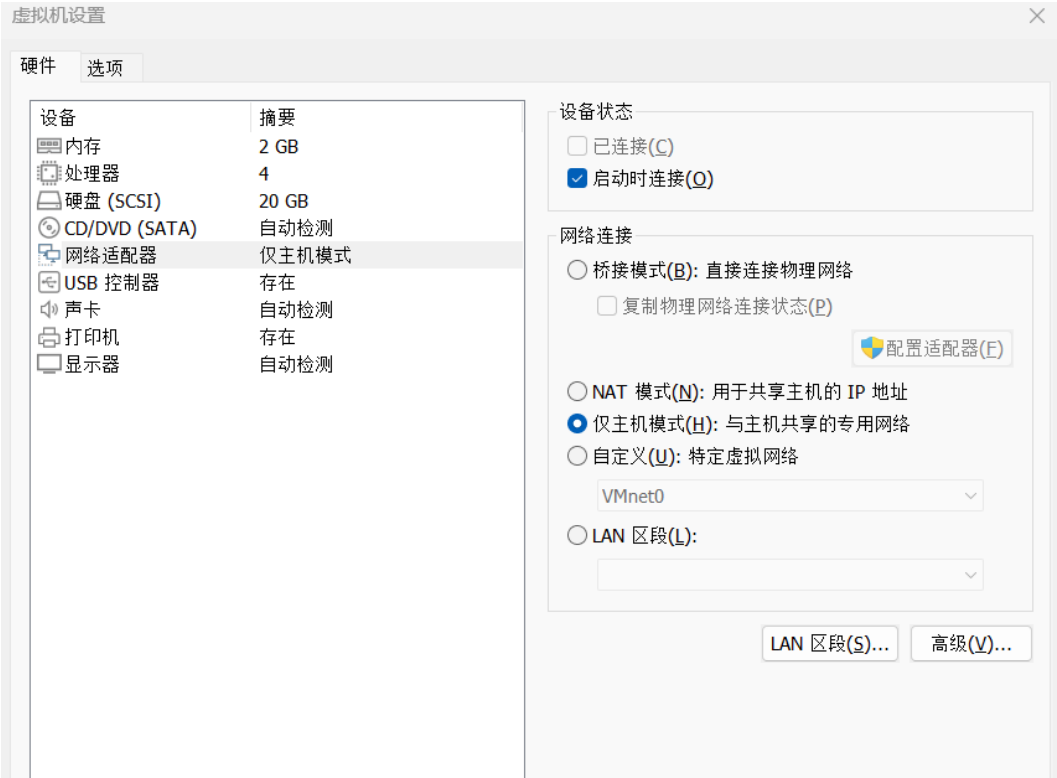 虚拟机设置
硬件 选项
设备 摘要
内存 2 GB
处理器 4
硬盘 (SCSI) 20 GB
CD/DVD (SATA) 自动检测
网络适配器 仅主机模式
USB 控制器 存在
声卡 自动检测
打印机 存在
显示器 自动检测
设备状态
已连接(C)
启动时连接(O)
网络连接
桥接模式(B): 直接连接物理网络
复制物理网络连接状态(P)
配置适配器(F)
NAT 模式(N): 用于共享主机的 IP 地址
仅主机模式(H): 与主机共享的专用网络
自定义(U): 特定虚拟网络
VMnet0
LAN 区段(L):
LAN 区段(S)... 高级(V)...